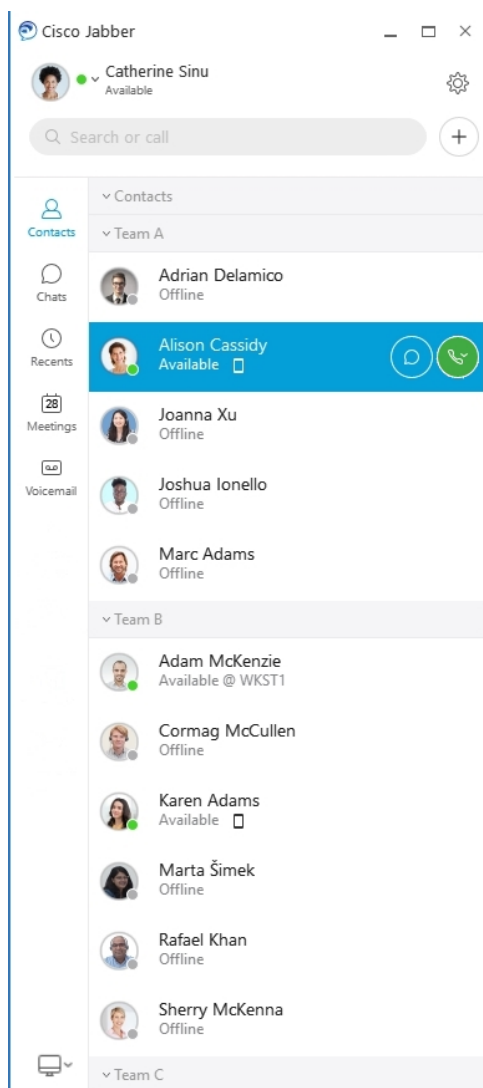 Cisco Jabber
Catherine Sinu
Available
Search or call
Contacts
Chats
Recents
28
Meetings
Voicemail
Contacts
Team A
Adrian Delamico
Offline
Alison Cassidy
Available
Joanna Xu
Offline
Joshua Ionello
Offline
Marc Adams
Offline
Team B
Adam McKenzie
Available @ WKST1
Cormag McCullen
Offline
Karen Adams
Available
Marta Šimek
Offline
Rafael Khan
Offline
Sherry McKenna
Offline
Team C